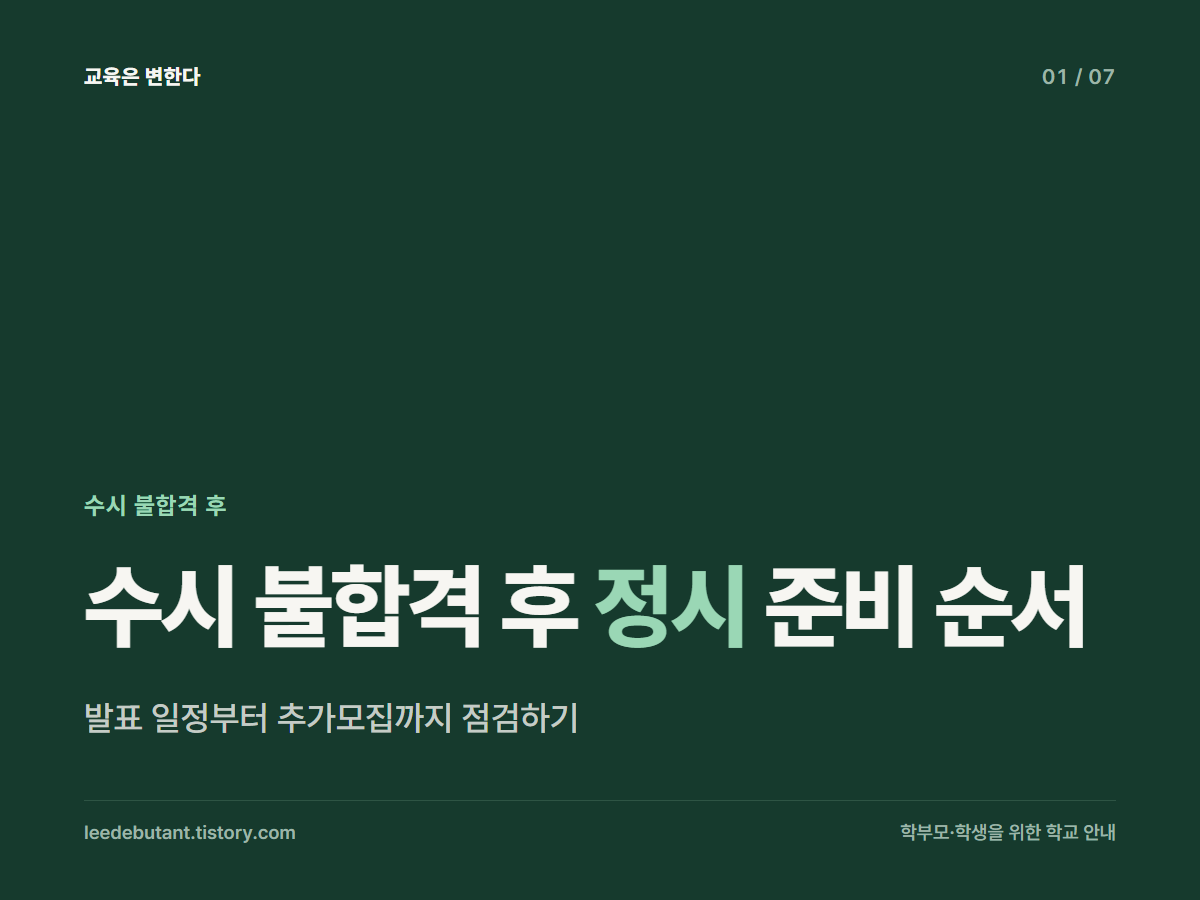 교육은 변한다
01 / 07
수시 불합격 후
수시 불합격 후 정시 준비 순서
발표 일정부터 추가모집까지 점검하기
leedebutant.tistory.com
학부모·학생을 위한 학교 안내